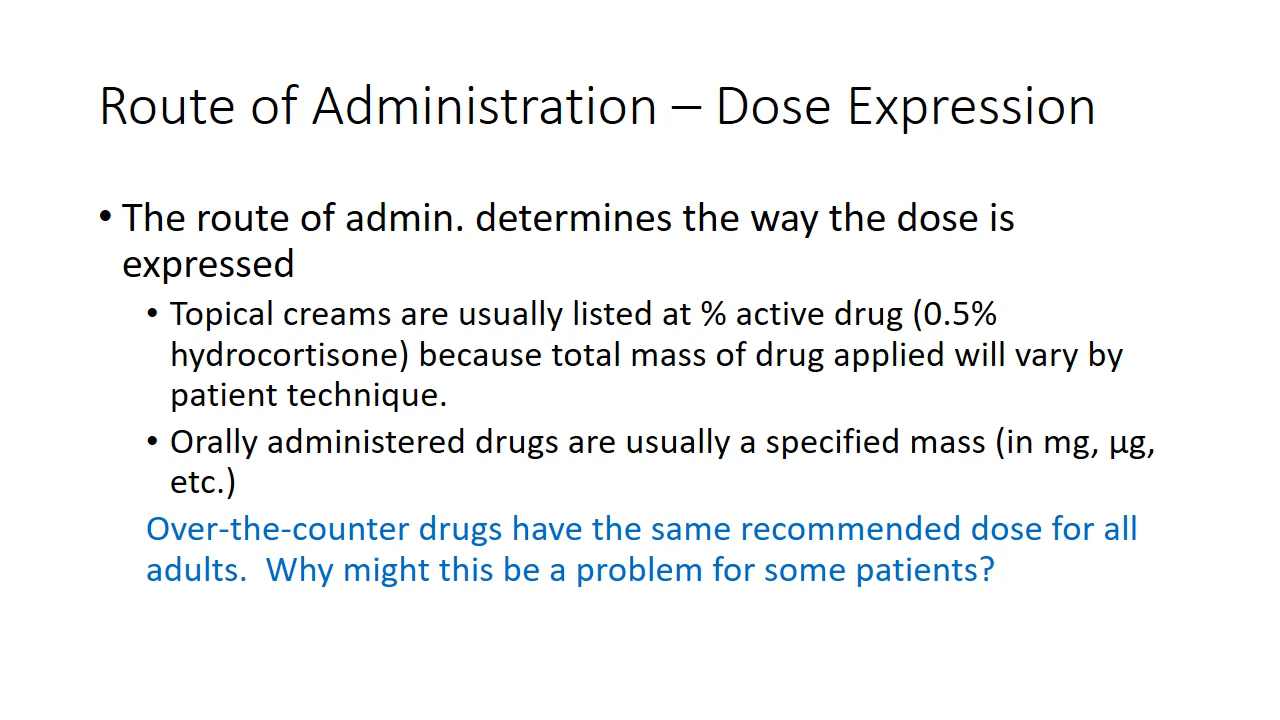 Route of Administration – Dose Expression
• The route of admin. determines the way the dose is
expressed
• Topical creams are usually listed at % active drug (0.5%
hydrocortisone) because total mass of drug applied will vary by
patient technique.
• Orally administered drugs are usually a specified mass (in mg, µg,
etc.)
Over-the-counter drugs have the same recommended dose for all
adults.  Why might this be a problem for some patients?